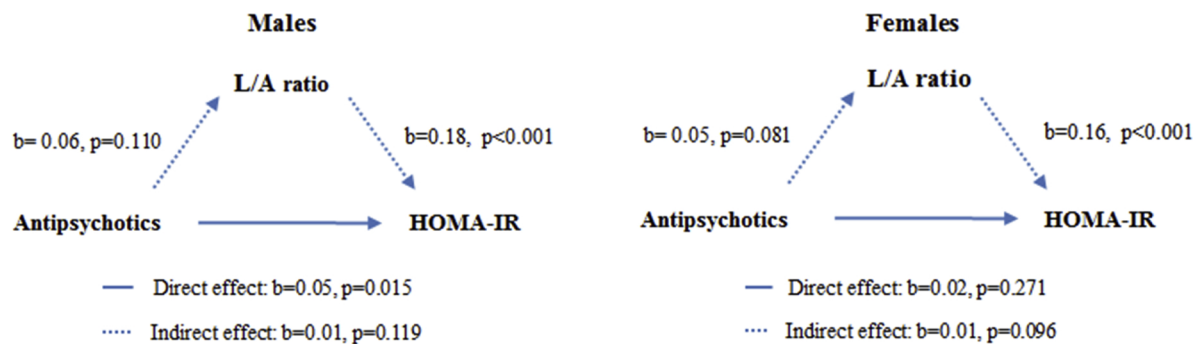 Males
L/A ratio
b= 0.06, p=0.110
b=0.18, p<0.001
Antipsychotics
HOMA-IR
Direct effect: b=0.05, p=0.015
Indirect effect: b=0.01, p=0.119
Females
L/A ratio
b= 0.05, p=0.081
b=0.16, p<0.001
Antipsychotics
HOMA-IR
Direct effect: b=0.02, p=0.271
Indirect effect: b=0.01, p=0.096